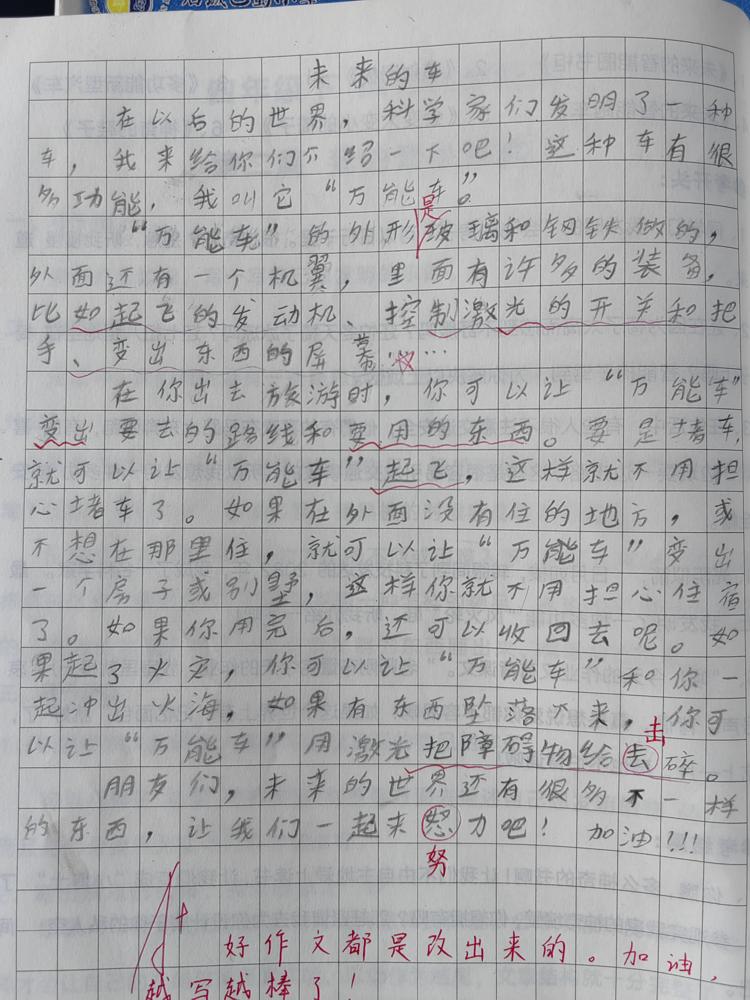 未来的车
在以后的世界，科学家们发明了一种
车，我来给你们介绍一下吧！这种车有很
多功能，我叫它“万能车”。
是
“万能车”的外形玻璃和钢铁做的，
外面还有一个机翼，里面有许多的装备，
比如起飞的发动机、控制激光的开关和把
手、变出东西的屏幕……
在你出去旅游时，你可以让“万能车”
变出要去的路线和要用的东西。要是堵车，
就可以让“万能车”起飞，这样就不用担
心堵车了。如果在外面没有住的地方，或
不想在那里住，就可以让“万能车”变出
一个房子或别墅，这样你就不用担心住宿
了。如果你用完后，还可以收回去呢。如
果起了火灾，你可以让“万能车”和你一
起冲出火海，如果有东西坠落下来，你可
击
以让“万能车”用激光把障碍物给去碎。
朋友们，未来的世界还有很多不一样
的东西，让我们一起来怒力吧！加油！！！
努
好作文都是改出来的。加油，
越写越棒了！